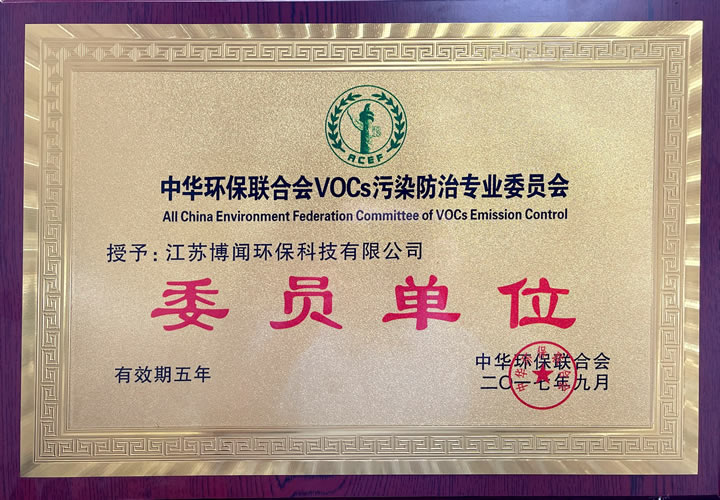 ACEF
中华环保联合会VOCs污染防治专业委员会
All China Environment Federation Committee of VOCs Emission Control
授予：江苏博闻环保科技有限公司
委员单位
有效期五年
中华环保联合会
二〇一七年九月